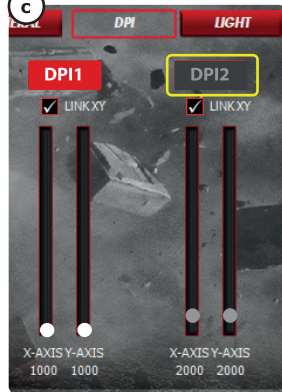 C
DPI
LIGHT
DPI1
DPI2
LINK XY
LINK XY
X-AXIS Y-AXIS
1000 1000
X-AXIS Y-AXIS
2000 2000